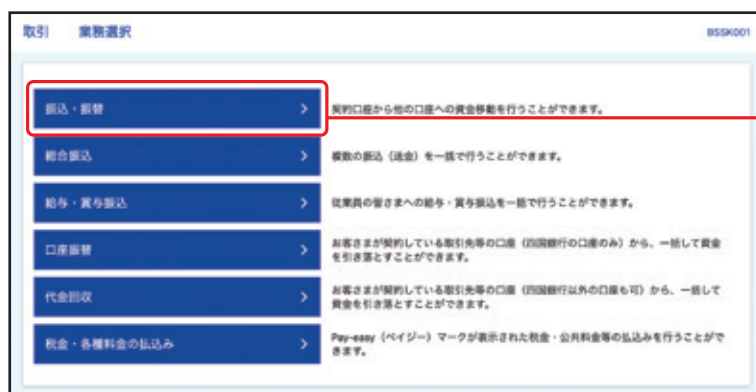 取引 業務選択 BSSK001
振込・振替 契約口座から他の口座への資金移動を行うことができます。
総合振込 複数の振込（送金）を一括で行うことができます。
給与・賞与振込 従業員の皆さまへの給与・賞与振込を一括で行うことができます。
口座振替 お客さまが契約している取引先等の口座（四国銀行の口座のみ）から、一括して資金
を引き落とすことができます。
代金回収 お客さまが契約している取引先等の口座（四国銀行以外の口座も可）から、一括して
資金を引き落とすことができます。
税金・各種料金の払込み Pay-easy（ペイジー）マークが表示された税金・公共料金等の払込みを行うことがで
きます。